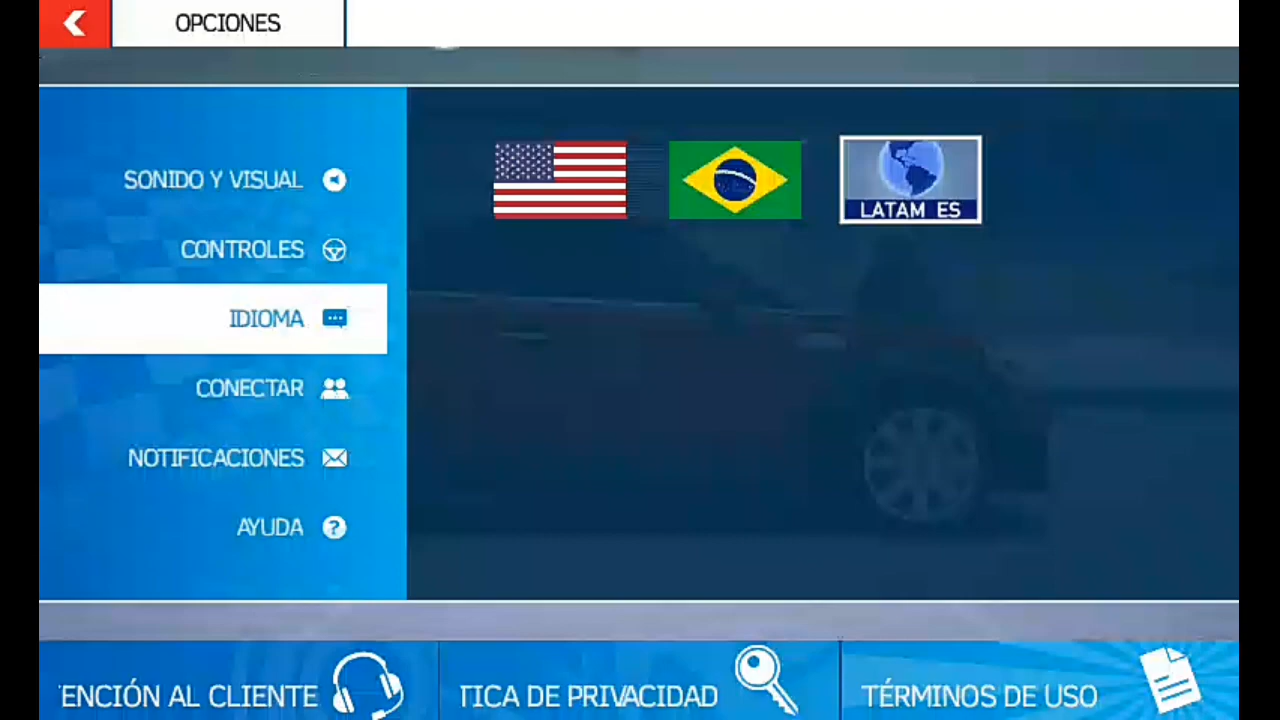 OPCIONES
SONIDO Y VISUAL
CONTROLES
IDIOMA
CONECTAR
NOTIFICACIONES
AYUDA
LATAM ES
ENCIÓN AL CLIENTE
TICA DE PRIVACIDAD
TÉRMINOS DE USO